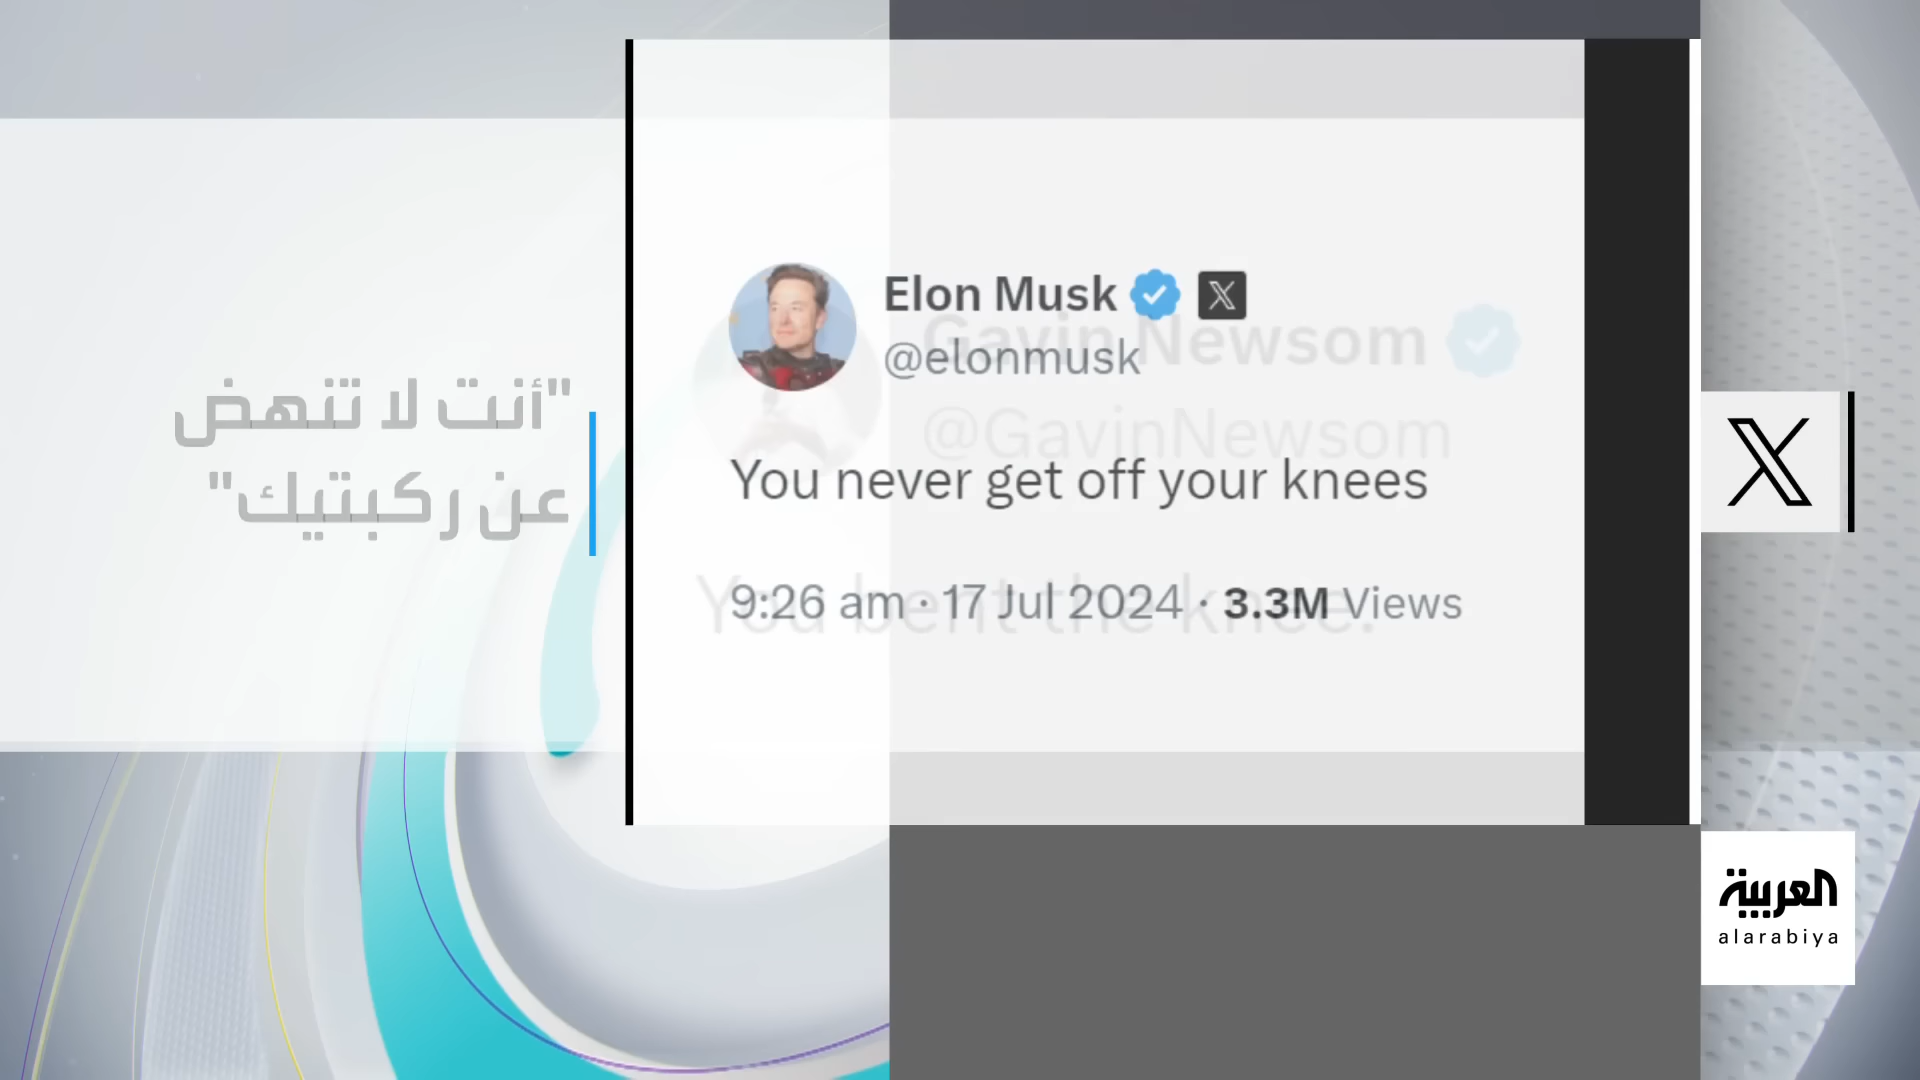 Elon Musk
@elonmusk
You never get off your knees
9:26 am · 17 Jul 2024 · 3.3M Views
Gavin Newsom
@GavinNewsom
You bent the knee.
"أنت لا تنهض
عن ركبتيك"
العربية
alarabiya